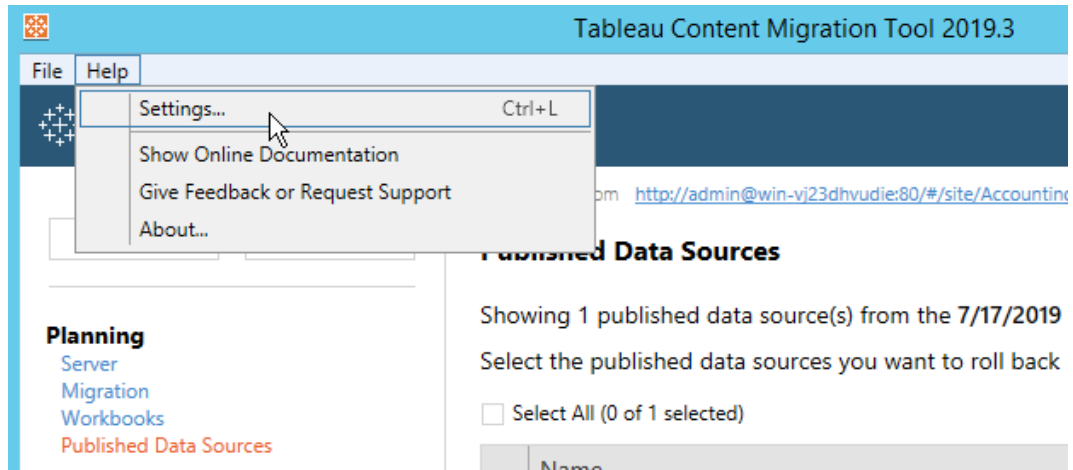 Tableau Content Migration Tool 2019.3
File Help
Settings... Ctrl+L
Show Online Documentation
Give Feedback or Request Support
About...
http://admin@win-vj23dhvudie:80/#/site/Accounting
Published Data Sources
Showing 1 published data source(s) from the 7/17/2019
Select the published data sources you want to roll back
Select All (0 of 1 selected)
Name
Planning
Server
Migration
Workbooks
Published Data Sources